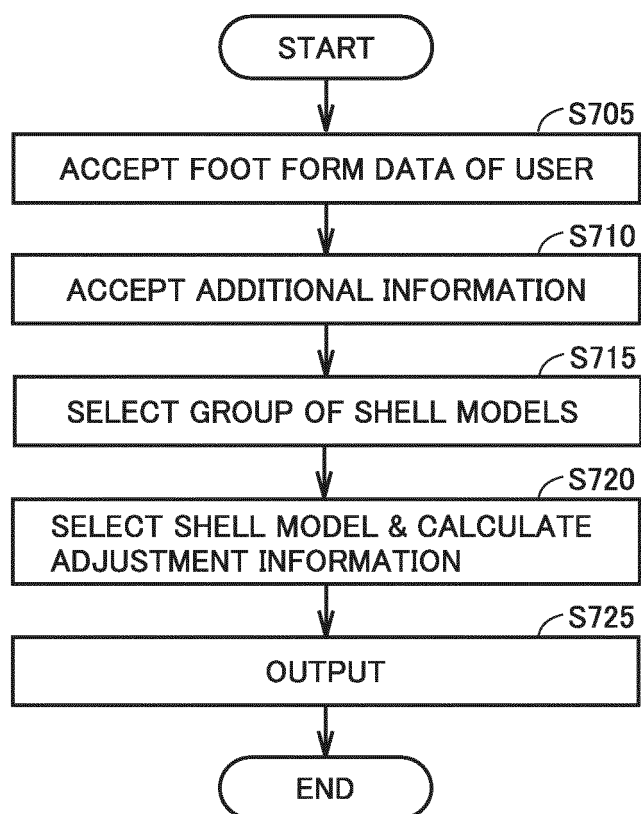 START
S705
ACCEPT FOOT FORM DATA OF USER
S710
ACCEPT ADDITIONAL INFORMATION
S715
SELECT GROUP OF SHELL MODELS
S720
SELECT SHELL MODEL & CALCULATE
ADJUSTMENT INFORMATION
S725
OUTPUT
END